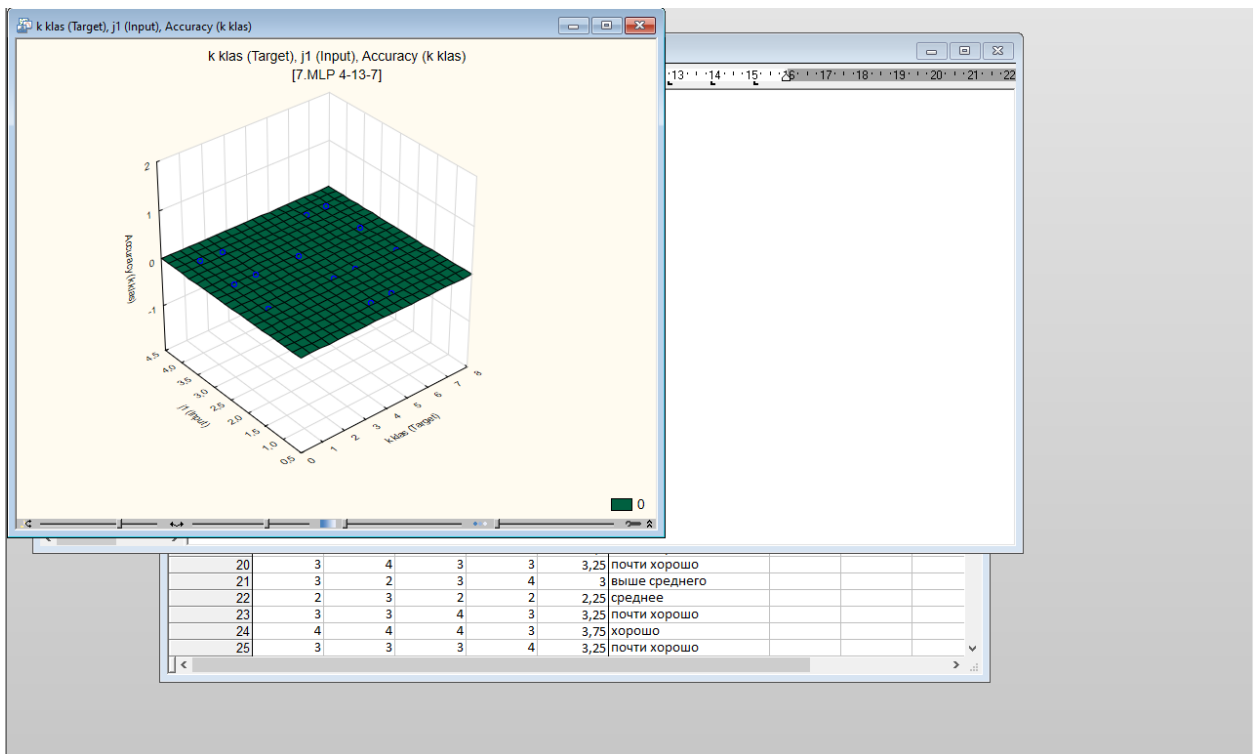 k klas (Target), j1 (Input), Accuracy (k klas)
k klas (Target), j1 (Input), Accuracy (k klas)
[7.MLP 4-13-7]
13 14 15 16 17 18 19 20 21 22
2
1
0
-1
Accuracy (k klas)
4,5
4,0
3,5
3,0
2,5
2,0
1,5
1,0
0,5
j1 (Input)
0 1 2 3 4 5 6 7 8
k klas (Target)
0
20 3 4 3 3 3,25 почти хорошо
21 3 2 3 4 3 выше среднего
22 2 3 2 2 2,25 среднее
23 3 3 4 3 3,25 почти хорошо
24 4 4 4 3 3,75 хорошо
25 3 3 3 4 3,25 почти хорошо